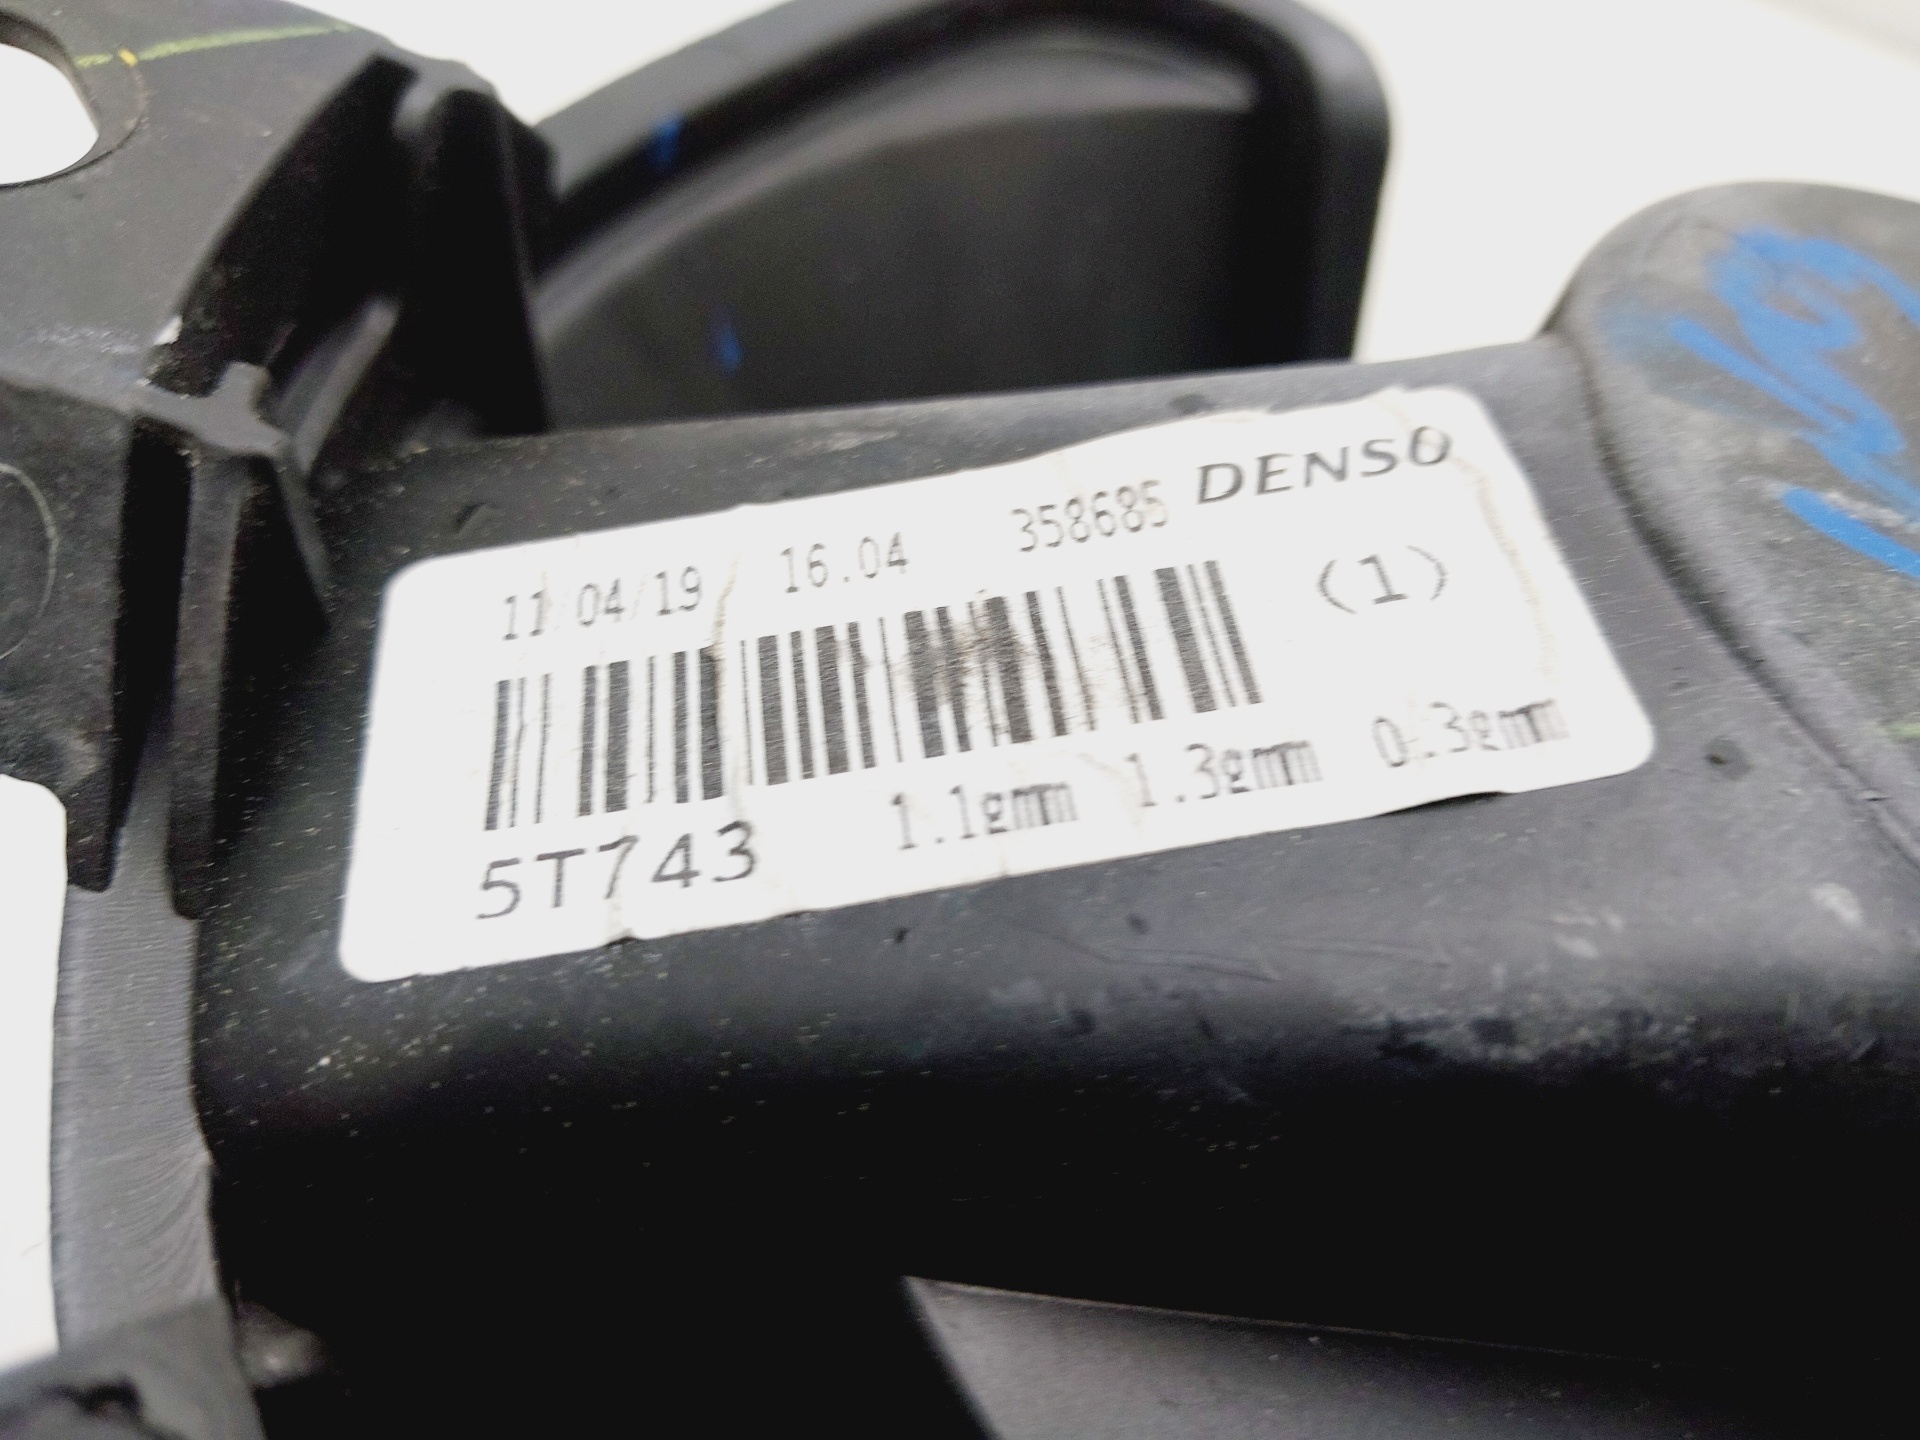 11/04/19 16.04 358685 DENSO
(1)
5T743 1.1gmm 1.3gmm 0.3gmm